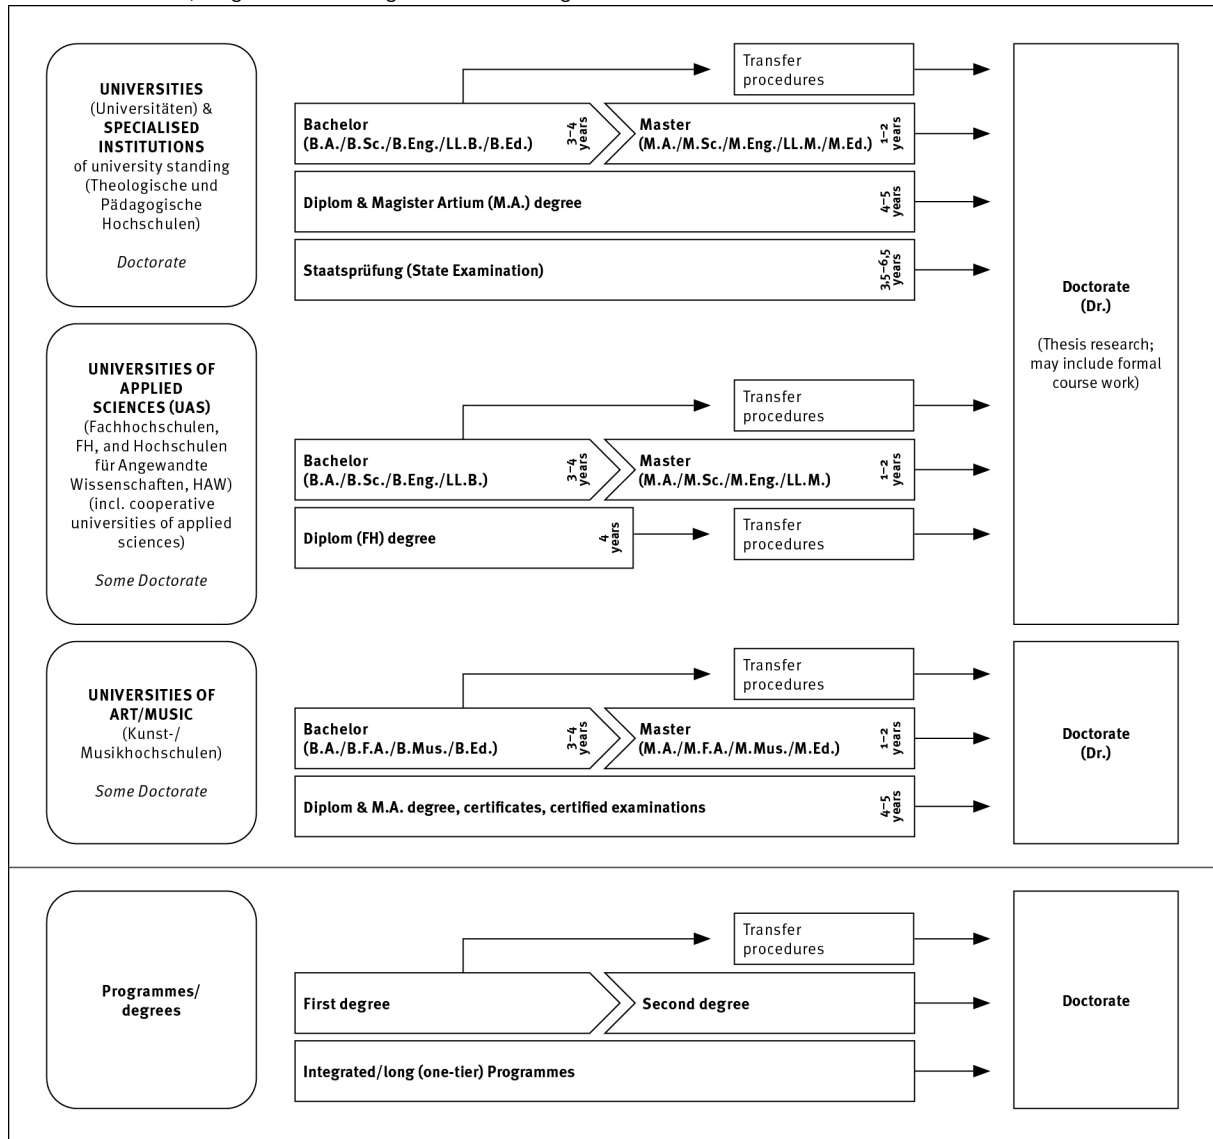 UNIVERSITIES
(Universitäten) &
SPECIALISED
INSTITUTIONS
of university standing
(Theologische und
Pädagogische
Hochschulen)
Doctorate
Transfer
procedures
Bachelor
(B.A./B.Sc./B.Eng./LL.B./B.Ed.)
3–4
years
Master
(M.A./M.Sc./M.Eng./LL.M./M.Ed.)
1–2
years
Diplom & Magister Artium (M.A.) degree
4–5
years
Staatsprüfung (State Examination)
3,5–6,5
years
Doctorate
(Dr.)
(Thesis research;
may include formal
course work)
UNIVERSITIES OF
APPLIED
SCIENCES (UAS)
(Fachhochschulen,
FH, and Hochschulen
für Angewandte
Wissenschaften, HAW)
(incl. cooperative
universities of applied
sciences)
Some Doctorate
Transfer
procedures
Bachelor
(B.A./B.Sc./B.Eng./LL.B.)
3–4
years
Master
(M.A./M.Sc./M.Eng./LL.M.)
1–2
years
Diplom (FH) degree
4
years
Transfer
procedures
UNIVERSITIES OF
ART/MUSIC
(Kunst-/
Musikhochschulen)
Some Doctorate
Transfer
procedures
Bachelor
(B.A./B.F.A./B.Mus./B.Ed.)
3–4
years
Master
(M.A./M.F.A./M.Mus./M.Ed.)
1–2
years
Diplom & M.A. degree, certificates, certified examinations
4–5
years
Doctorate
(Dr.)
Programmes/
degrees
Transfer
procedures
First degree
Second degree
Integrated/long (one-tier) Programmes
Doctorate